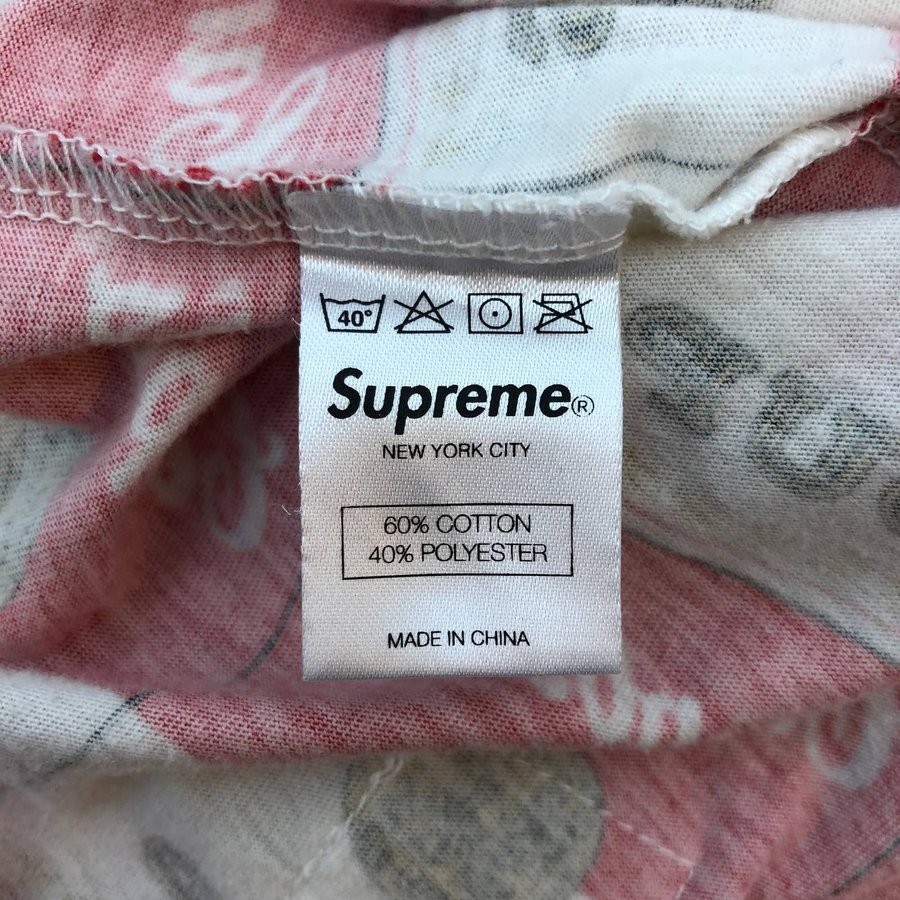 40°
Supreme®
NEW YORK CITY
60% COTTON
40% POLYESTER
MADE IN CHINA